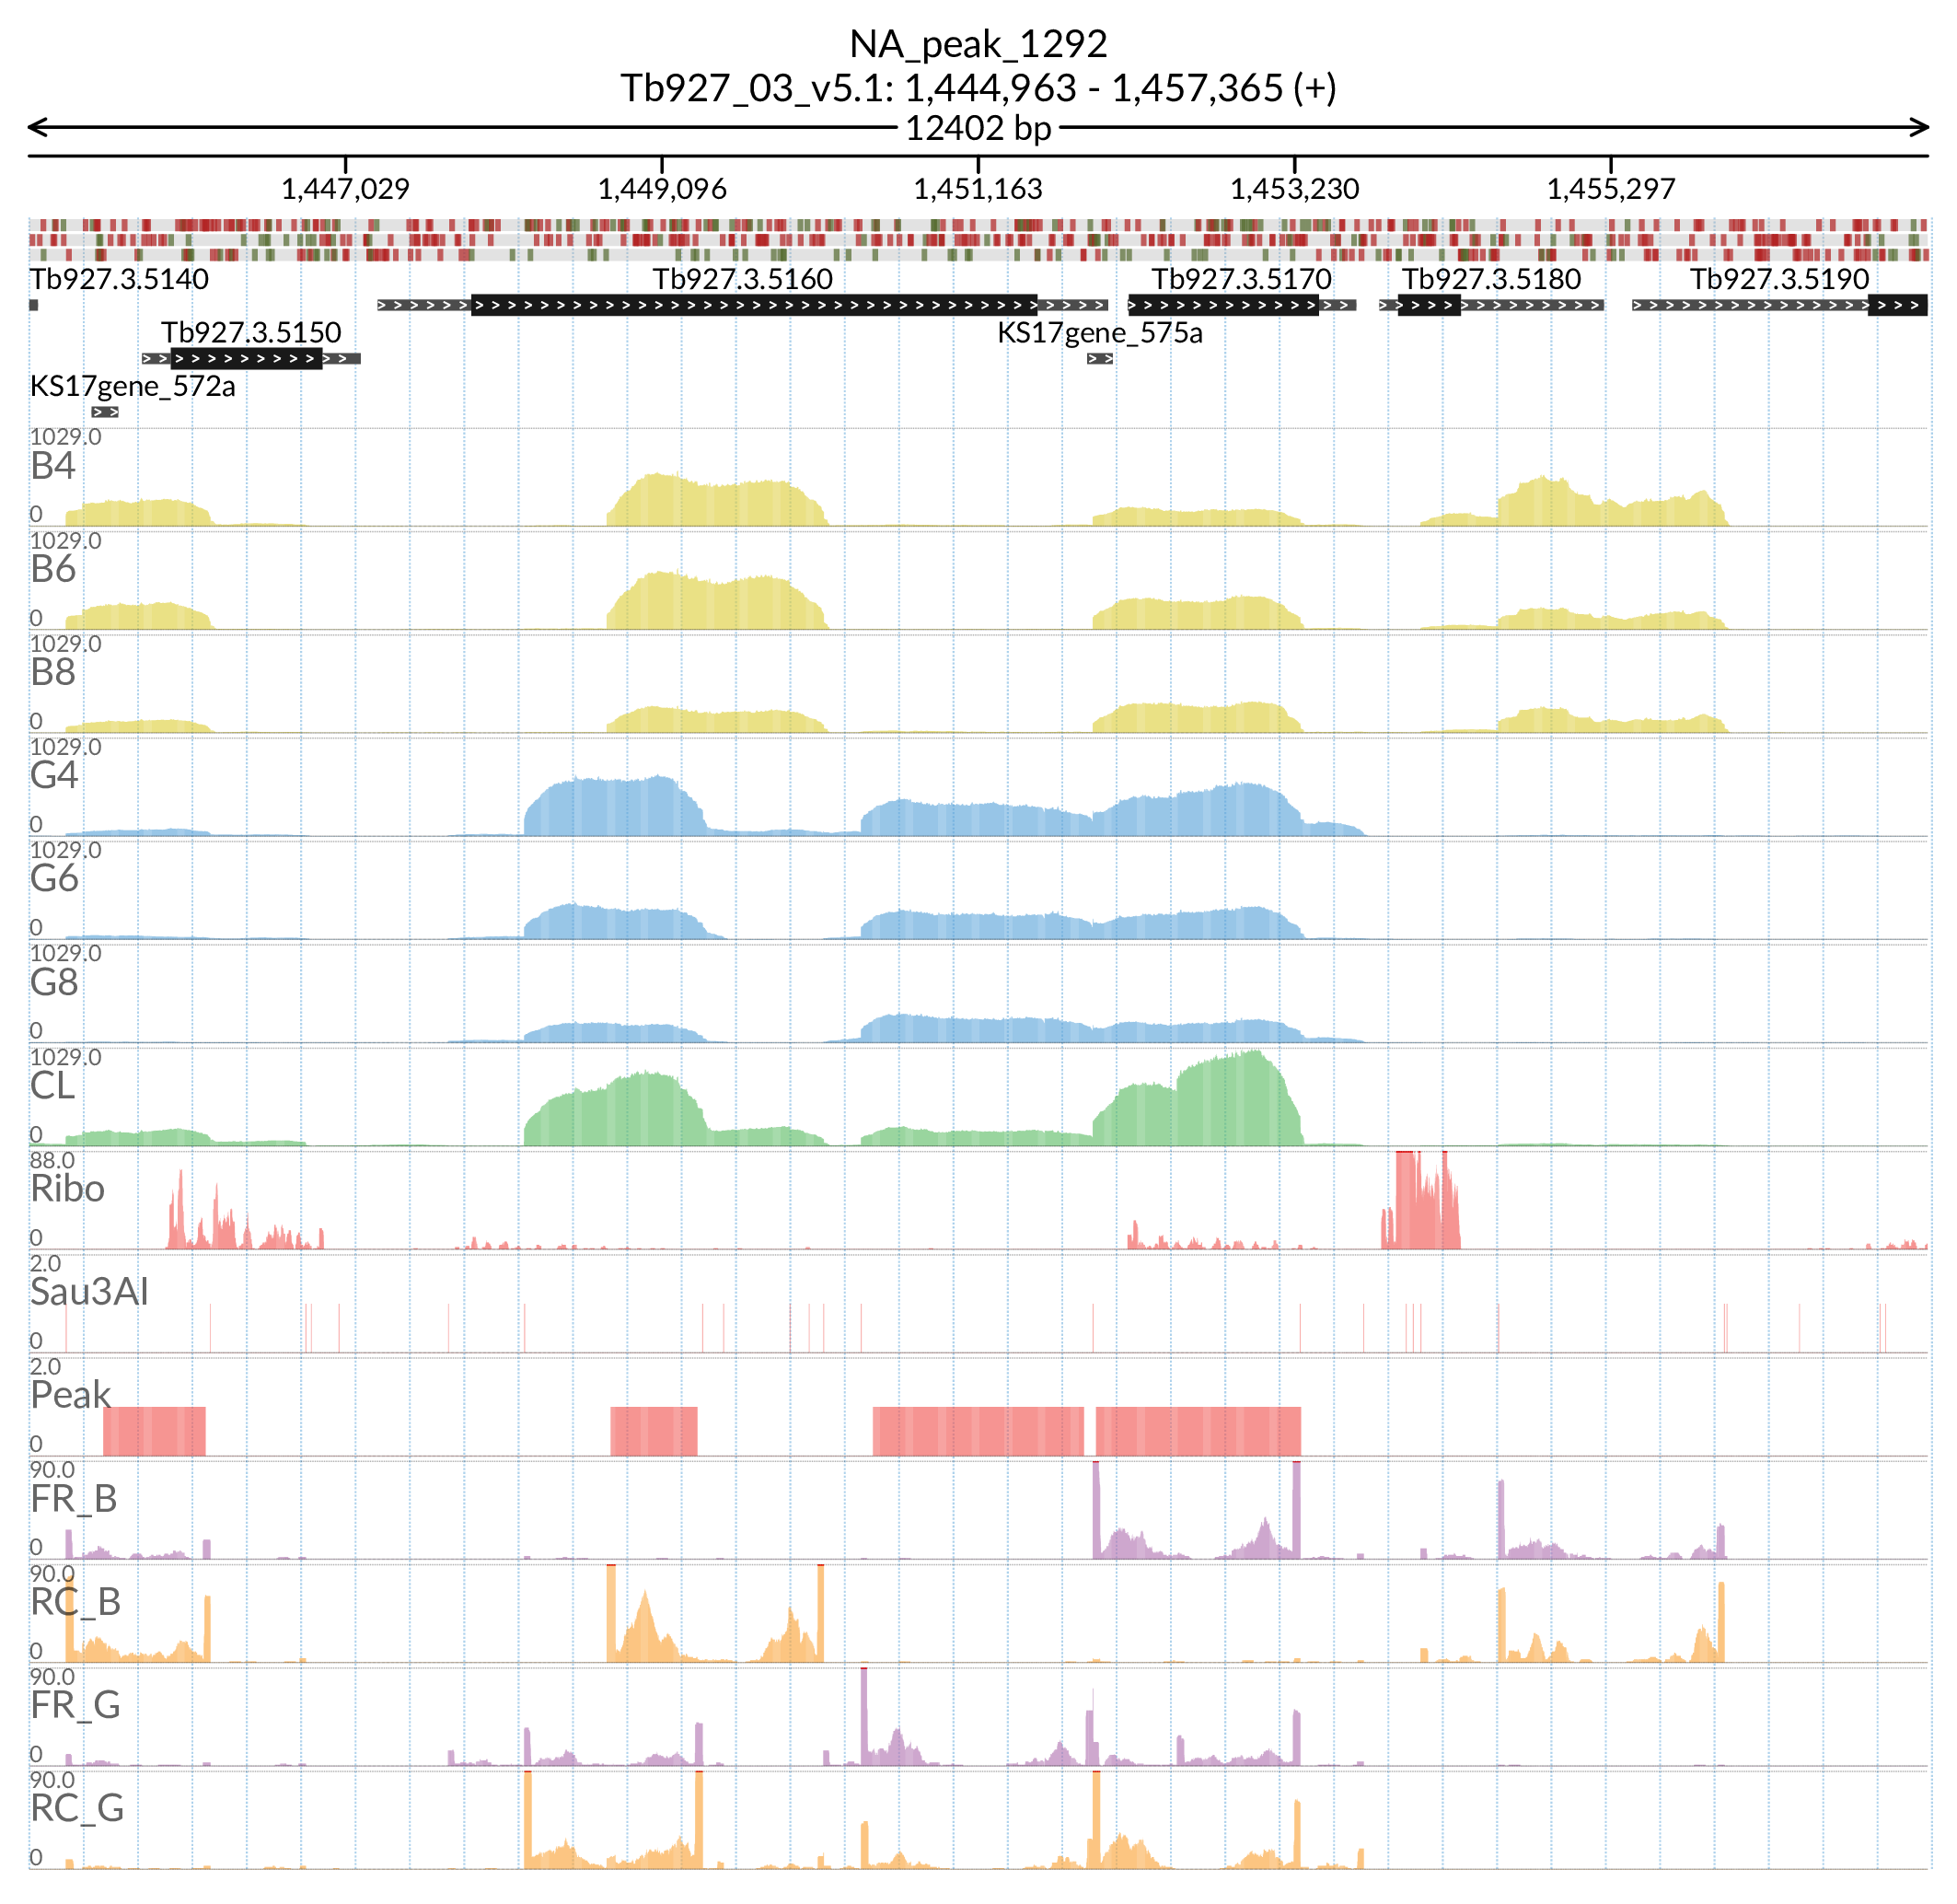 NA_peak_1292
Tb927_03_v5.1: 1,444,963 - 1,457,365 (+)
12402 bp
1,447,029 1,449,096 1,451,163 1,453,230 1,455,297
Tb927.3.5140 Tb927.3.5160 Tb927.3.5170 Tb927.3.5180 Tb927.3.5190
Tb927.3.5150 KS17gene_575a
KS17gene_572a
1029.0
B4
0
1029.0
B6
0
1029.0
B8
0
1029.0
G4
0
1029.0
G6
0
1029.0
G8
0
1029.0
CL
0
88.0
Ribo
0
2.0
Sau3AI
0
2.0
Peak
0
90.0
FR_B
0
90.0
RC_B
0
90.0
FR_G
0
90.0
RC_G
0